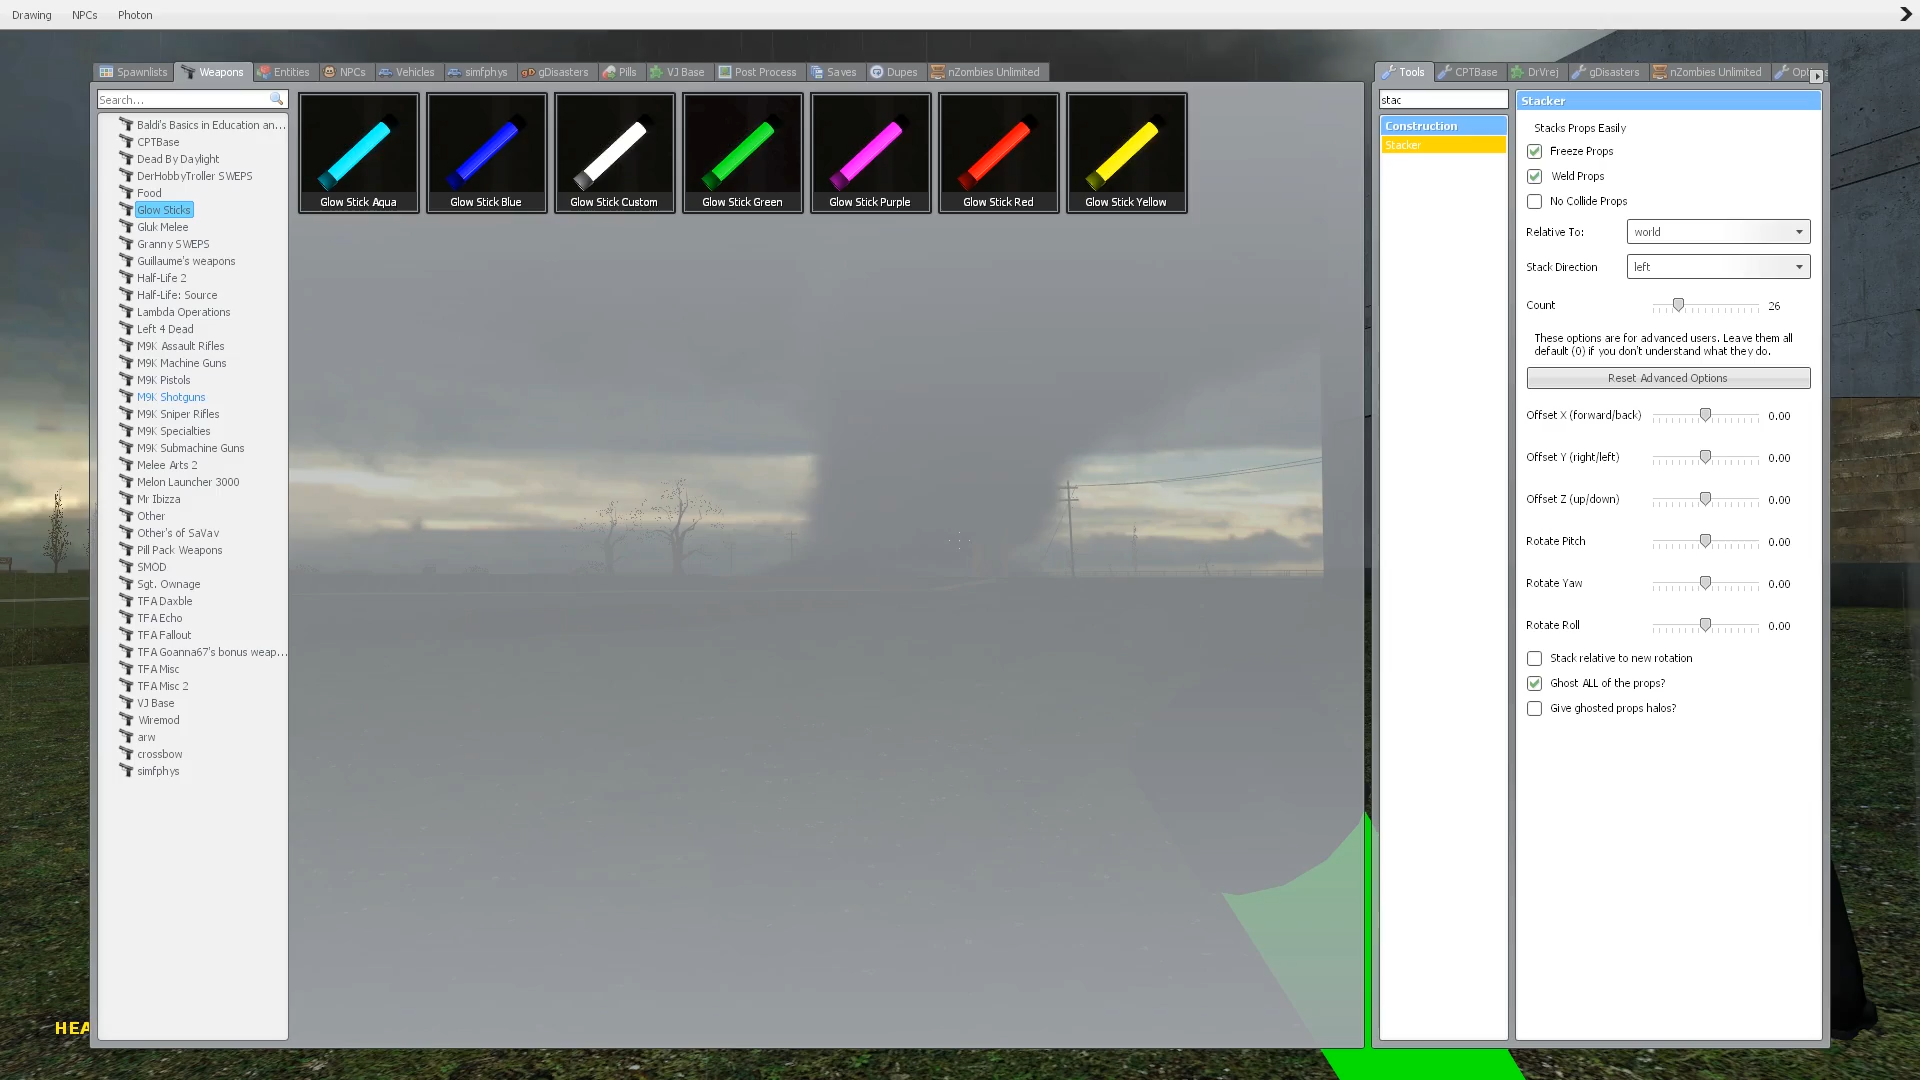 Drawing NPCs Photon
Spawnlists Weapons Entities NPCs Vehicles simfphys gDisasters Pills VJ Base Post Process Saves Dupes nZombies Unlimited
Search...
Baldi's Basics in Education an...
CPTBase
Dead By Daylight
DerHobbyTroller SWEPS
Food
Glow Sticks
Gluk Melee
Granny SWEPS
Guillaume's weapons
Half-Life 2
Half-Life: Source
Lambda Operations
Left 4 Dead
M9K Assault Rifles
M9K Machine Guns
M9K Pistols
M9K Shotguns
M9K Sniper Rifles
M9K Specialties
M9K Submachine Guns
Melee Arts 2
Melon Launcher 3000
Mr Ibizza
Other
Other's of SaVav
Pill Pack Weapons
SMOD
Sgt. Ownage
TFA Daxble
TFA Echo
TFA Fallout
TFA Goanna67's bonus weap...
TFA Misc
TFA Misc 2
VJ Base
Wiremod
arw
crossbow
simfphys
Glow Stick Aqua Glow Stick Blue Glow Stick Custom Glow Stick Green Glow Stick Purple Glow Stick Red Glow Stick Yellow
HEA
Tools CPTBase DrVrej gDisasters nZombies Unlimited
stac
Construction
Stacker
Stacker
Stacks Props Easily
Freeze Props
Weld Props
No Collide Props
Relative To: world
Stack Direction left
Count 26
These options are for advanced users. Leave them all
default (0) if you don't understand what they do.
Reset Advanced Options
Offset X (forward/back) 0.00
Offset Y (right/left) 0.00
Offset Z (up/down) 0.00
Rotate Pitch 0.00
Rotate Yaw 0.00
Rotate Roll 0.00
Stack relative to new rotation
Ghost ALL of the props?
Give ghosted props halos?